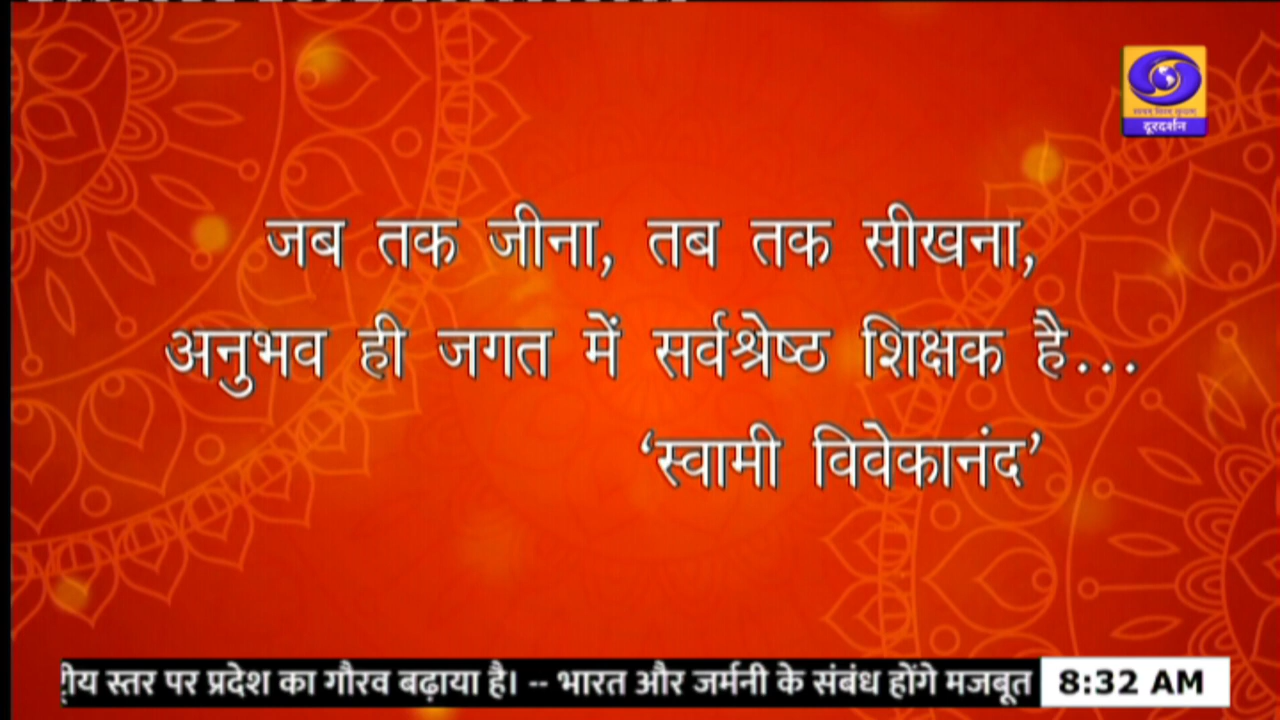 दूरदर्शन
जब तक जीना, तब तक सीखना,
अनुभव ही जगत में सर्वश्रेष्ठ शिक्षक है...
‘स्वामी विवेकानंद’
स्तर पर प्रदेश का गौरव बढ़ाया है। -- भारत और जर्मनी के संबंध होंगे मजबूत
8:32 AM